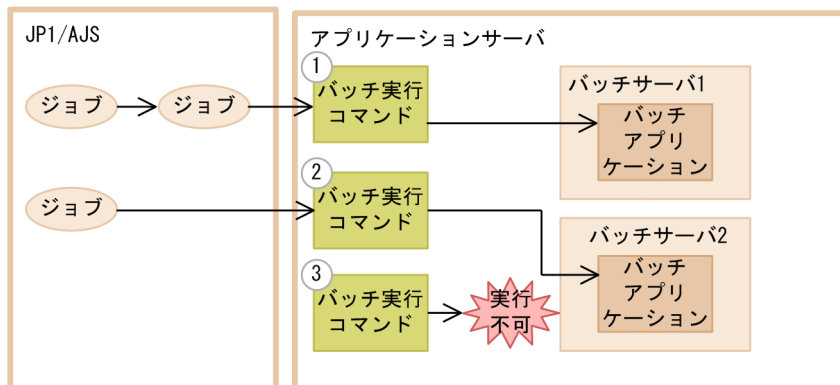 JP1/AJS
ジョブ
ジョブ
ジョブ
アプリケーションサーバ
1
バッチ実行
コマンド
バッチサーバ1
バッチ
アプリ
ケーション
2
バッチ実行
コマンド
バッチサーバ2
バッチ
アプリ
ケーション
3
バッチ実行
コマンド
実行
不可